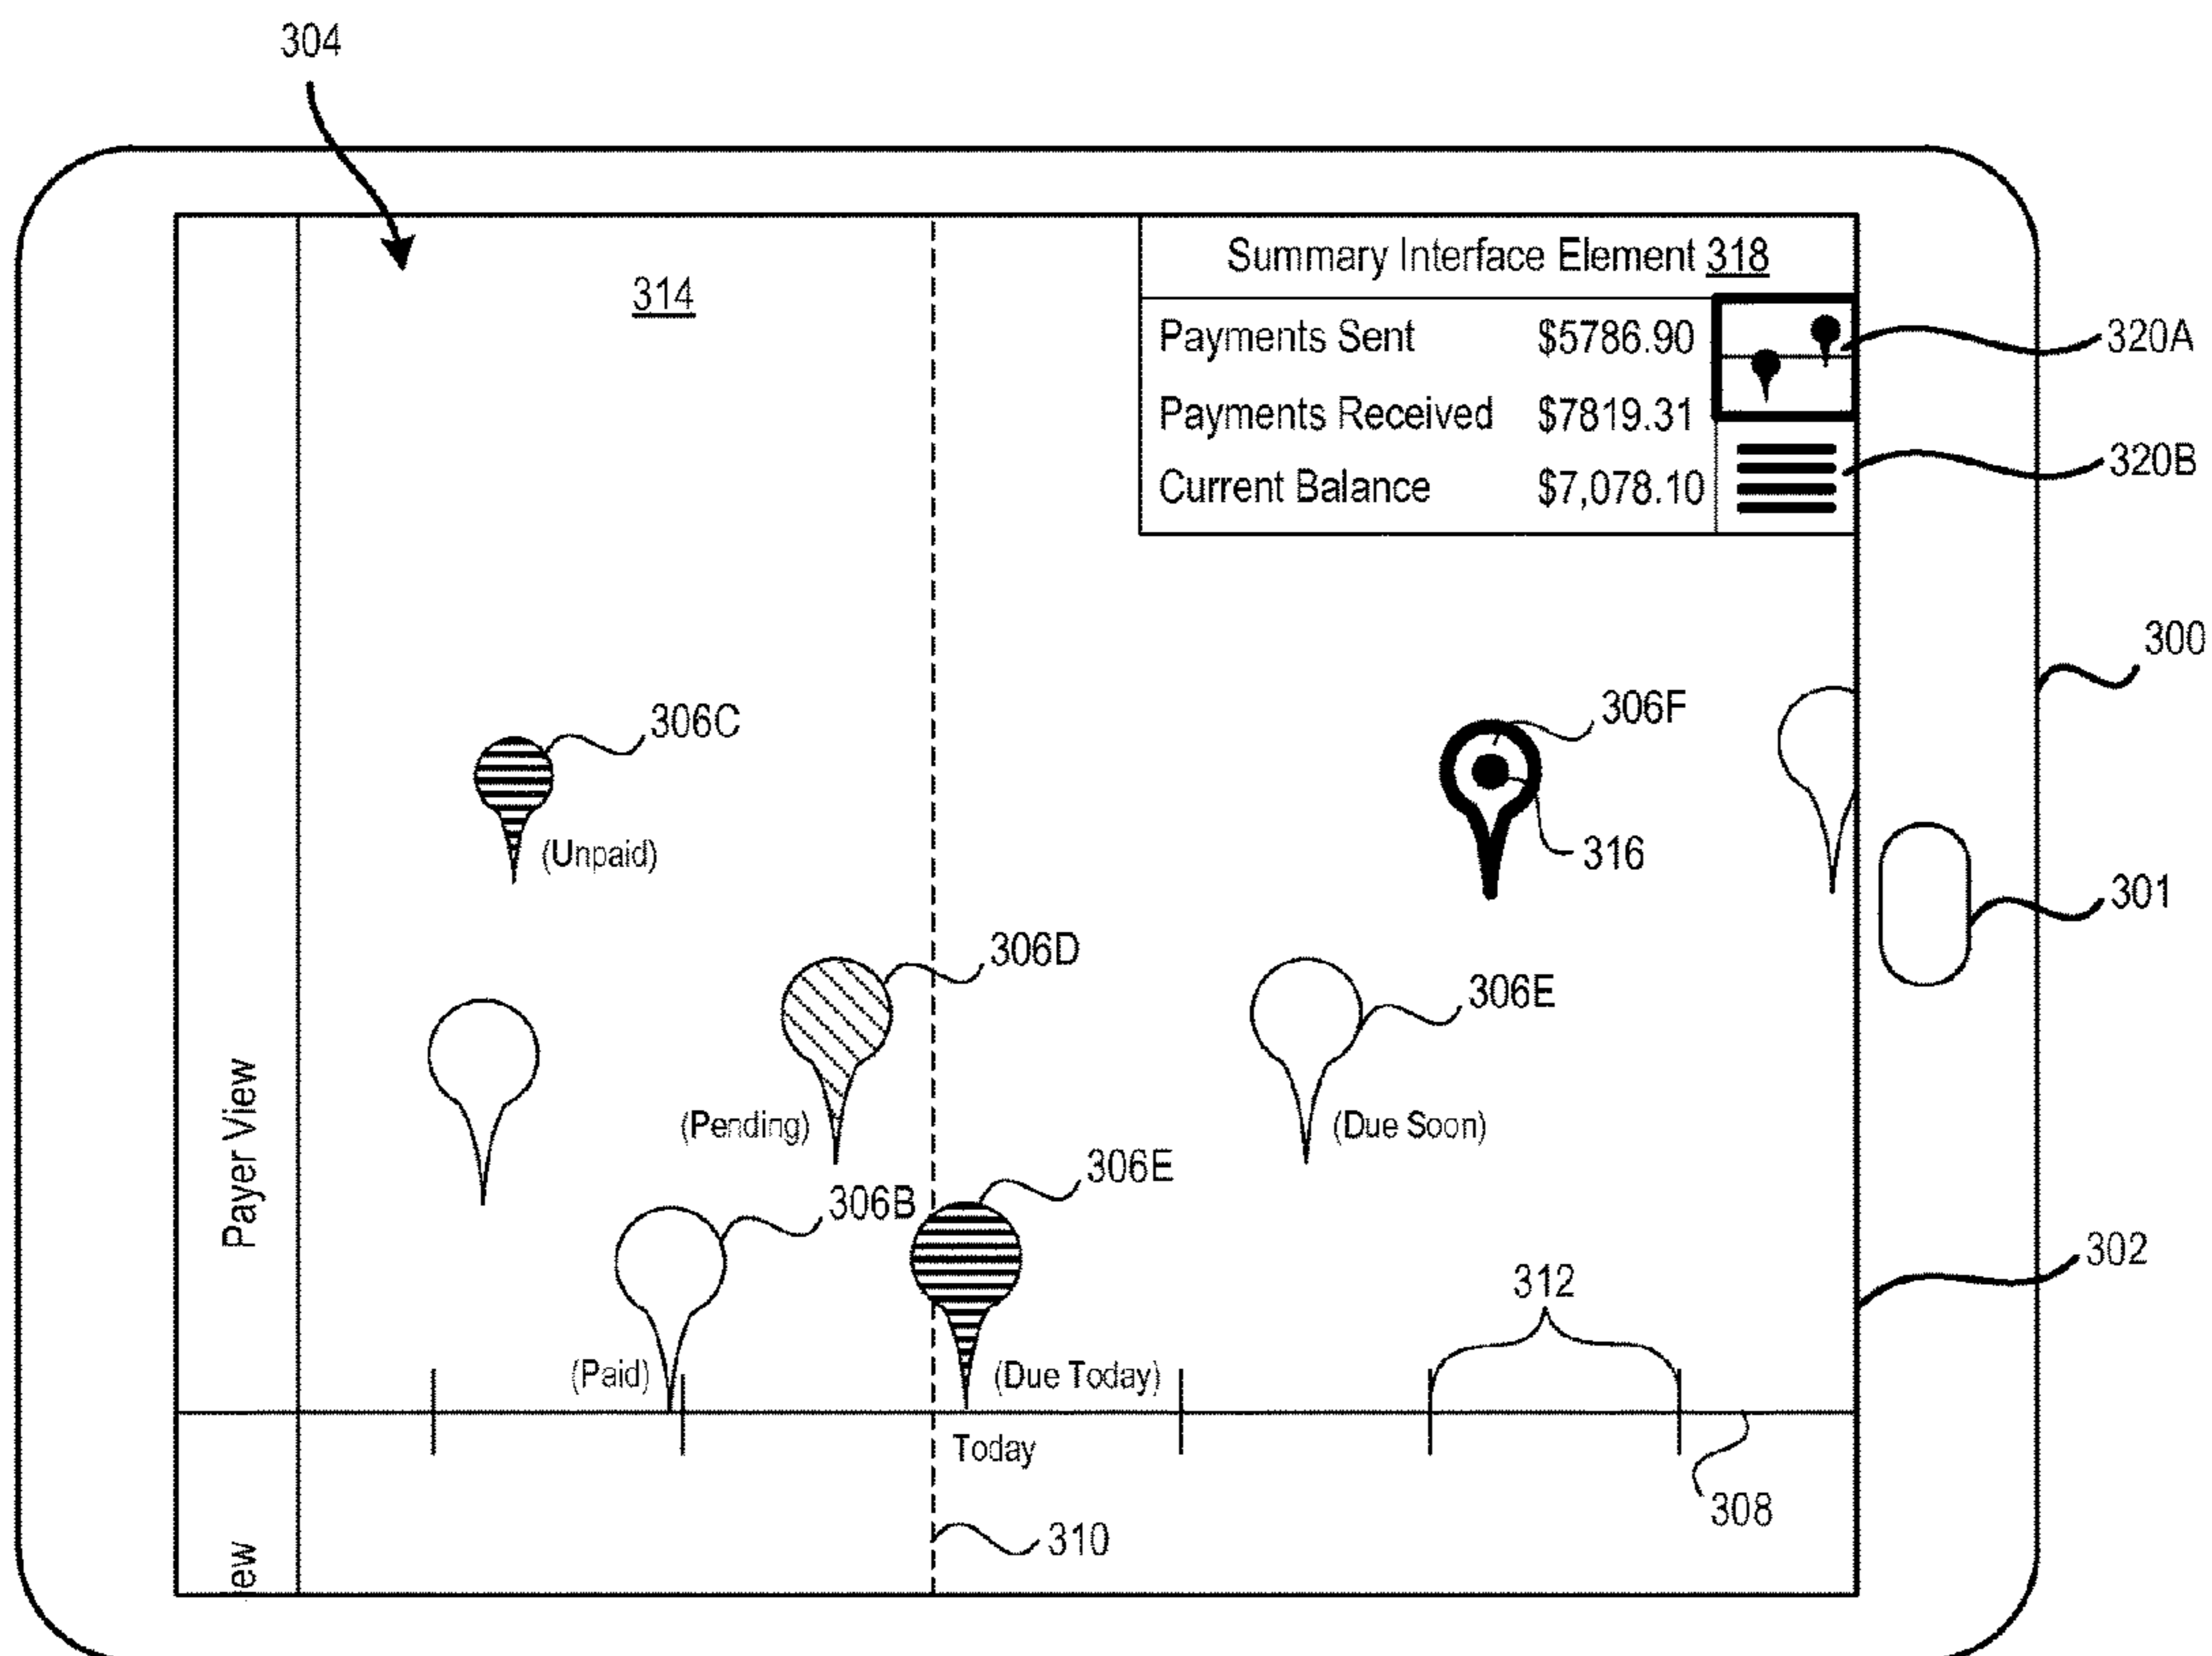 304
Summary Interface Element 318
314
Payments Sent $5786.90
320A
Payments Received $7819.31
320B
Current Balance $7,078.10
300
306C
306F
(Unpaid)
316
301
306D
306E
Payer View
(Pending)
(Due Soon)
306E
306B
302
312
(Paid)
(Due Today)
Today
308
310
ew